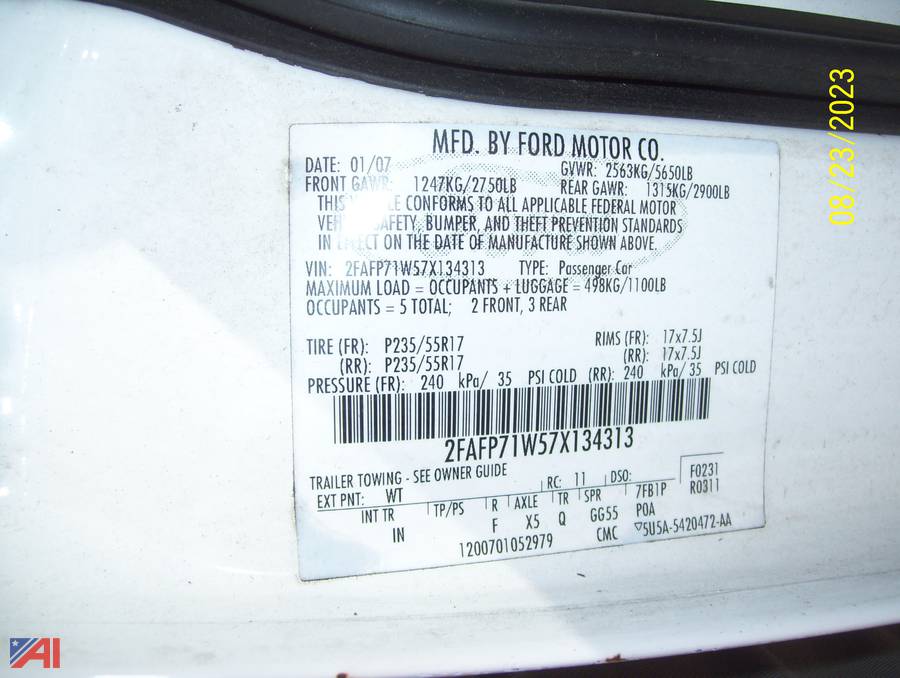 MFD. BY FORD MOTOR CO.
DATE: 01/07 GVWR: 2563KG/5650LB
FRONT GAWR: 1247KG/2750LB REAR GAWR: 1315KG/2900LB
THIS VEHICLE CONFORMS TO ALL APPLICABLE FEDERAL MOTOR
VEHICLE SAFETY, BUMPER, AND THEFT PREVENTION STANDARDS
IN EFFECT ON THE DATE OF MANUFACTURE SHOWN ABOVE.
VIN: 2FAFP71W57X134313 TYPE: Passenger Car
MAXIMUM LOAD = OCCUPANTS + LUGGAGE = 498KG/1100LB
OCCUPANTS = 5 TOTAL; 2 FRONT, 3 REAR
TIRE (FR): P235/55R17 RIMS (FR): 17x7.5J
(RR): P235/55R17 (RR): 17x7.5J
PRESSURE (FR): 240 kPa/ 35 PSI COLD (RR): 240 kPa/ 35 PSI COLD
2FAFP71W57X134313
TRAILER TOWING - SEE OWNER GUIDE
EXT PNT: WT RC: 11 DSO: F0231
INT TR TP/PS R AXLE TR SPR 7FB1P R0311
IN F X5 Q GG55 POA
1200701052979 CMC ▽5U5A-5420472-AA
08/23/2023
AI